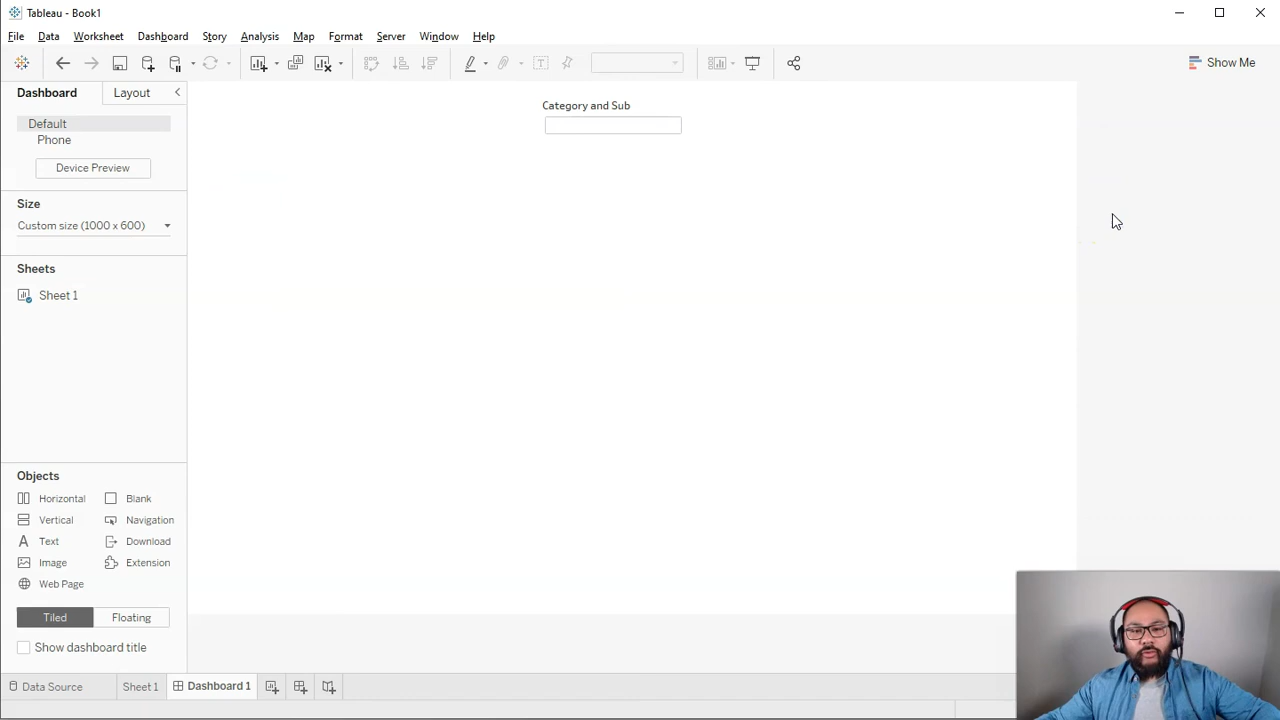 Tableau - Book1
File Data Worksheet Dashboard Story Analysis Map Format Server Window Help
Show Me
Dashboard Layout
Default
Phone
Device Preview
Size
Custom size (1000 x 600)
Sheets
Sheet 1
Category and Sub
Objects
Horizontal Blank
Vertical Navigation
Text Download
Image Extension
Web Page
Tiled Floating
Show dashboard title
Data Source Sheet 1 Dashboard 1